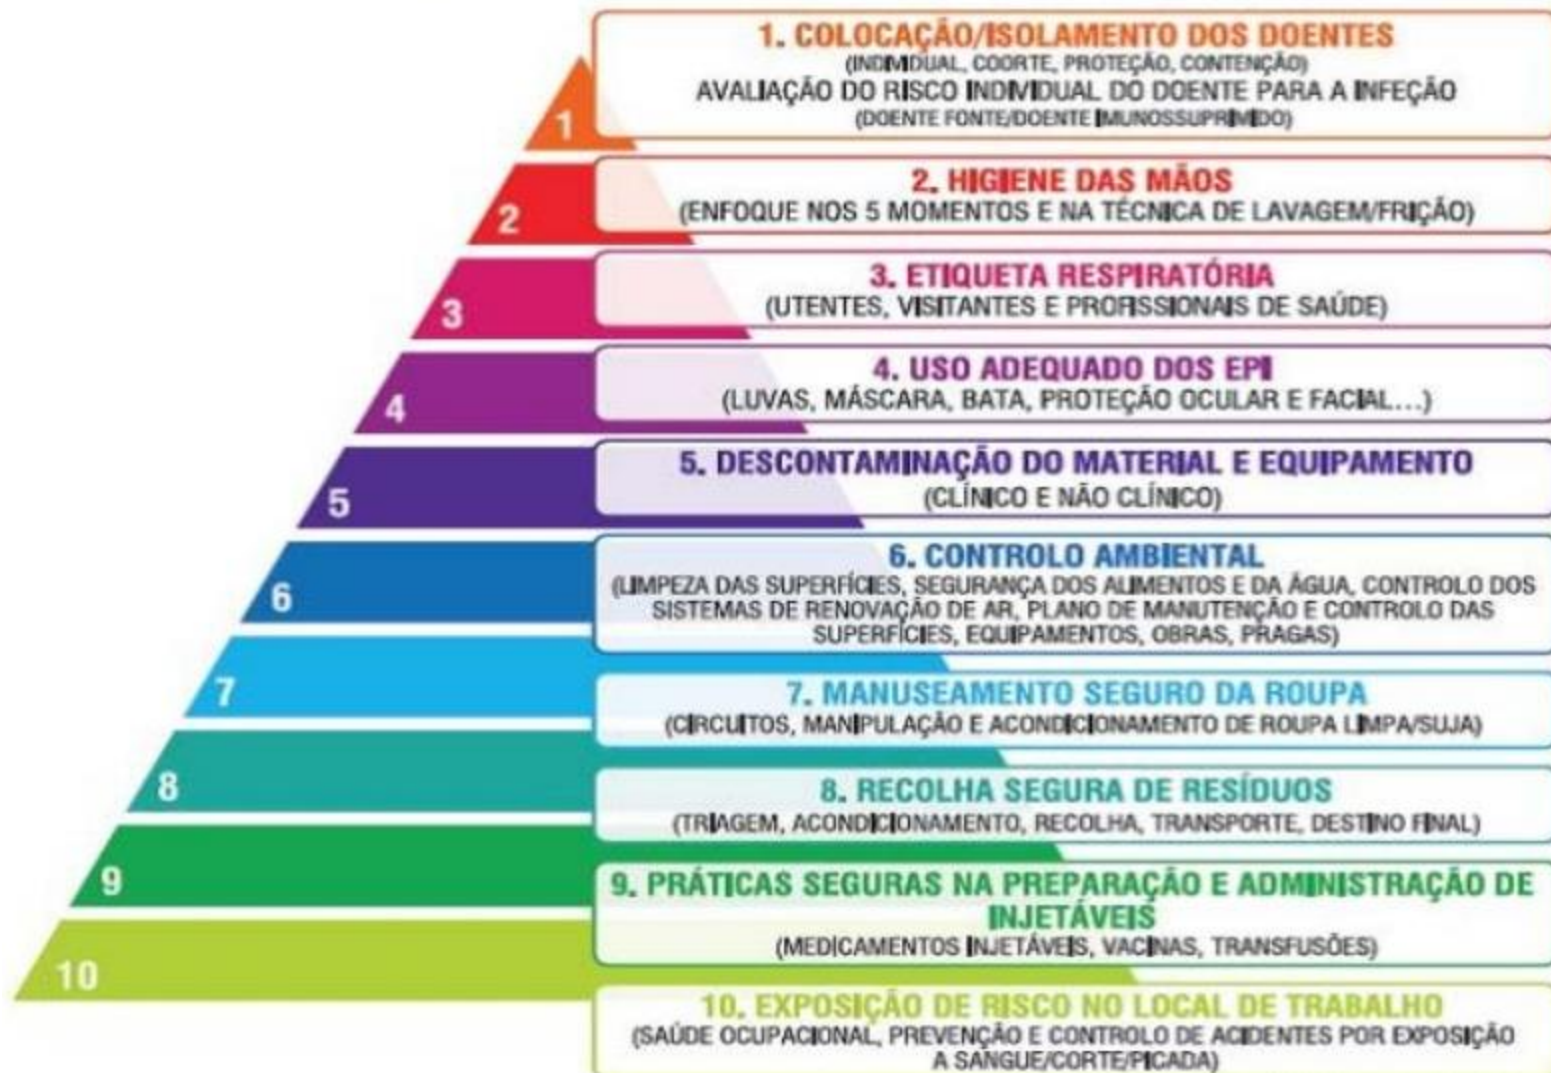 1. COLOCAÇÃO/ISOLAMENTO DOS DOENTES
(INDIVIDUAL, COORTE, PROTEÇÃO, CONTENÇÃO)
AVALIAÇÃO DO RISCO INDIVIDUAL DO DOENTE PARA A INFEÇÃO
(DOENTE FONTE/DOENTE IMUNOSSUPRIMIDO)
1
2. HIGIENE DAS MÃOS
(ENFOQUE NOS 5 MOMENTOS E NA TÉCNICA DE LAVAGEM/FRIÇÃO)
2
3. ETIQUETA RESPIRATÓRIA
(UTENTES, VISITANTES E PROFISSIONAIS DE SAÚDE)
3
4. USO ADEQUADO DOS EPI
(LUVAS, MÁSCARA, BATA, PROTEÇÃO OCULAR E FACIAL...)
4
5. DESCONTAMINAÇÃO DO MATERIAL E EQUIPAMENTO
(CLÍNICO E NÃO CLÍNICO)
5
6. CONTROLO AMBIENTAL
(LIMPEZA DAS SUPERFÍCIES, SEGURANÇA DOS ALIMENTOS E DA ÁGUA, CONTROLO DOS
SISTEMAS DE RENOVAÇÃO DE AR, PLANO DE MANUTENÇÃO E CONTROLO DAS
SUPERFÍCIES, EQUIPAMENTOS, OBRAS, PRAGAS)
6
7. MANUSEAMENTO SEGURO DA ROUPA
(CIRCUITOS, MANIPULAÇÃO E ACONDICIONAMENTO DE ROUPA LIMPA/SUJA)
7
8. RECOLHA SEGURA DE RESÍDUOS
(TRIAGEM, ACONDICIONAMENTO, RECOLHA, TRANSPORTE, DESTINO FINAL)
8
9. PRÁTICAS SEGURAS NA PREPARAÇÃO E ADMINISTRAÇÃO DE
INJETÁVEIS
(MEDICAMENTOS INJETÁVEIS, VACINAS, TRANSFUSÕES)
9
10. EXPOSIÇÃO DE RISCO NO LOCAL DE TRABALHO
(SAÚDE OCUPACIONAL, PREVENÇÃO E CONTROLO DE ACIDENTES POR EXPOSIÇÃO
A SANGUE/CORTE/PICADA)
10